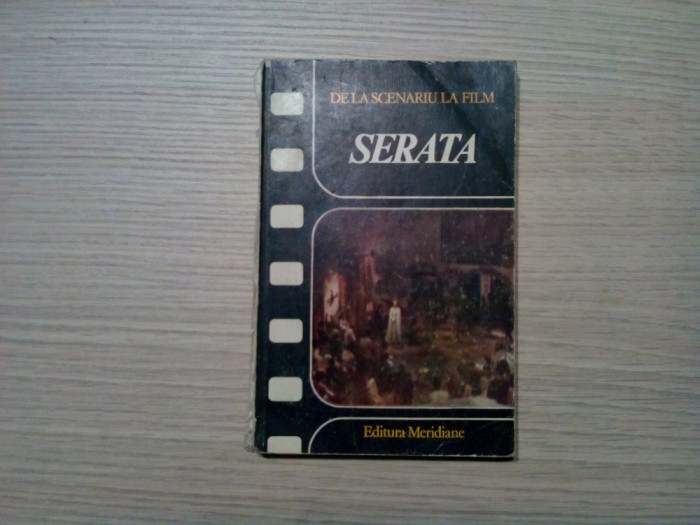 DE LA SCENARIU LA FILM
SERATA
Editura Meridiane